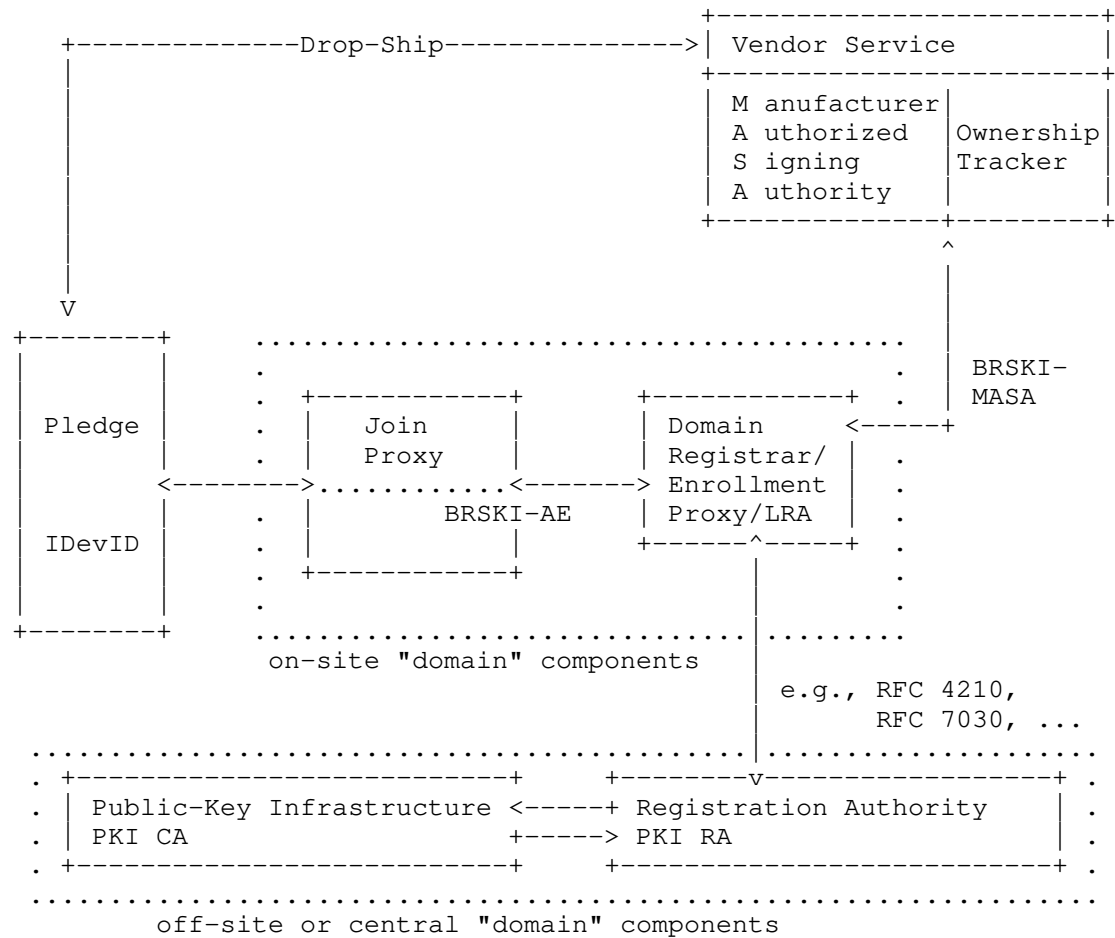 Drop-Ship
Vendor Service
M anufacturer
A uthorized
Ownership
S igning
Tracker
A uthority
V
BRSKI-
MASA
Pledge
Join
Domain
Proxy
Registrar/
Enrollment
BRSKI-AE
Proxy/LRA
IDevID
on-site "domain" components
e.g., RFC 4210,
RFC 7030, ...
v
Public-Key Infrastructure
Registration Authority
PKI CA
PKI RA
off-site or central "domain" components